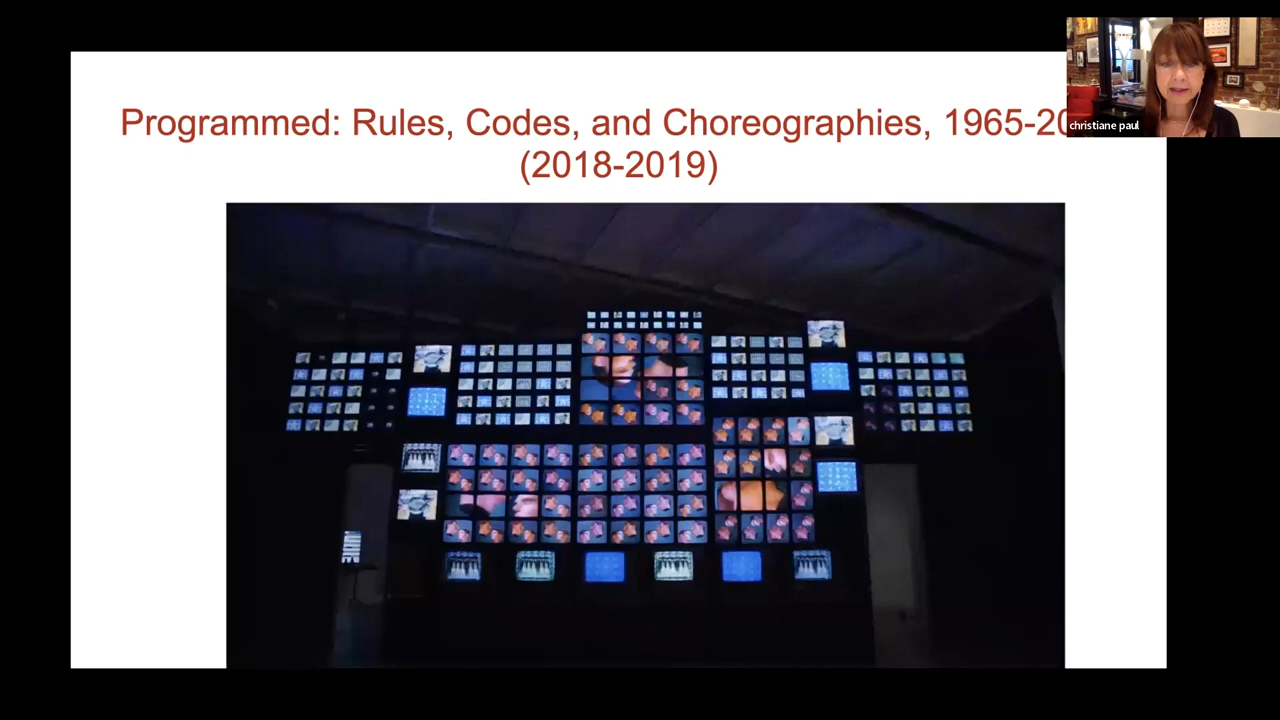 Programmed: Rules, Codes, and Choreographies, 1965-20
(2018-2019)
christiane paul